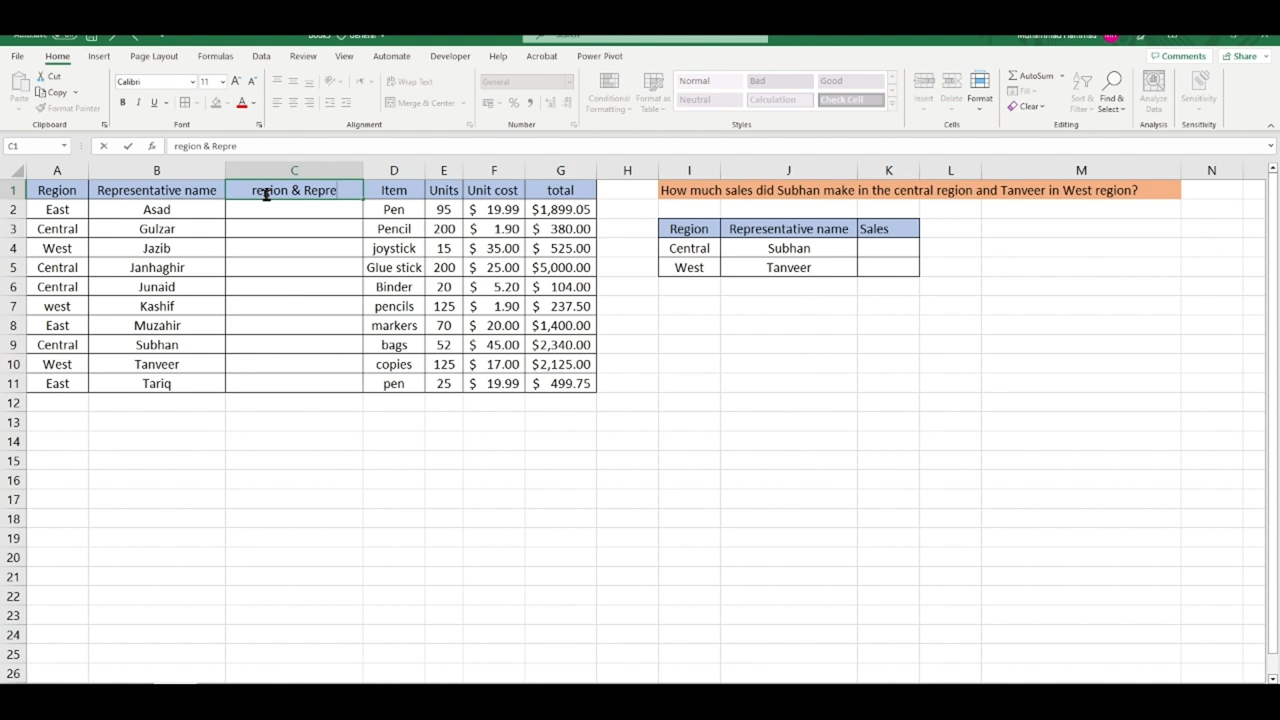 Muhammad Hammad
File Home Insert Page Layout Formulas Data Review View Automate Developer Help Acrobat Power Pivot Comments Share
Cut Calibri 11 Wrap Text General Normal Bad Good AutoSum
Copy Fill
Paste Format Painter B I U Merge & Center $ % Conditional Formatting Format as Table Neutral Calculation Check Cell Insert Delete Format Clear Sort & Filter Find & Select Analyze Data Sensitivity
Clipboard Font Alignment Number Styles Cells Editing Analysis Sensitivity
C1 fx region & Repre
A B C D E F G H I J K L M N
1 Region Representative name region & Repre Item Units Unit cost total How much sales did Subhan make in the central region and Tanveer in West region?
2 East Asad Pen 95 $ 19.99 $1,899.05
3 Central Gulzar Pencil 200 $ 1.90 $ 380.00 Region Representative name Sales
4 West Jazib joystick 15 $ 35.00 $ 525.00 Central Subhan
5 Central Janhaghir Glue stick 200 $ 25.00 $5,000.00 West Tanveer
6 Central Junaid Binder 20 $ 5.20 $ 104.00
7 west Kashif pencils 125 $ 1.90 $ 237.50
8 East Muzahir markers 70 $ 20.00 $1,400.00
9 Central Subhan bags 52 $ 45.00 $2,340.00
10 West Tanveer copies 125 $ 17.00 $2,125.00
11 East Tariq pen 25 $ 19.99 $ 499.75
12
13
14
15
16
17
18
19
20
21
22
23
24
25
26